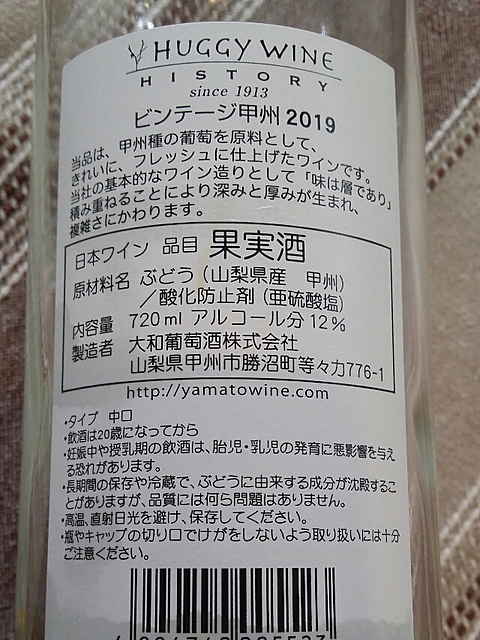 HUGGY WINE
HISTORY
since 1913
ビンテージ甲州 2019
当品は、甲州種の葡萄を原料として、
きれいに、フレッシュに仕上げたワインです。
当社の基本的なワイン造りとして「味は層であり」
積み重ねることにより深みと厚みが生まれ、
複雑さにかわります。
日本ワイン 品目 果実酒
原材料名 ぶどう(山梨県産 甲州)
/酸化防止剤(亜硫酸塩)
内容量 720ml アルコール分12%
製造者 大和葡萄酒株式会社
山梨県甲州市勝沼町等々力776-1
http://yamatowine.com
・タイプ 中口
・飲酒は20歳になってから
・妊娠中や授乳期の飲酒は、胎児・乳児の発育に悪影響を与え
る恐れがあります。
・長期間の保存や冷蔵で、ぶどうに由来する成分が沈殿するこ
とがありますが、品質には何ら問題はありません。
・高温、直射日光を避け、保存してください。
・瓶やキャップの切り口でけがをしないよう取り扱いには十分
ご注意ください。